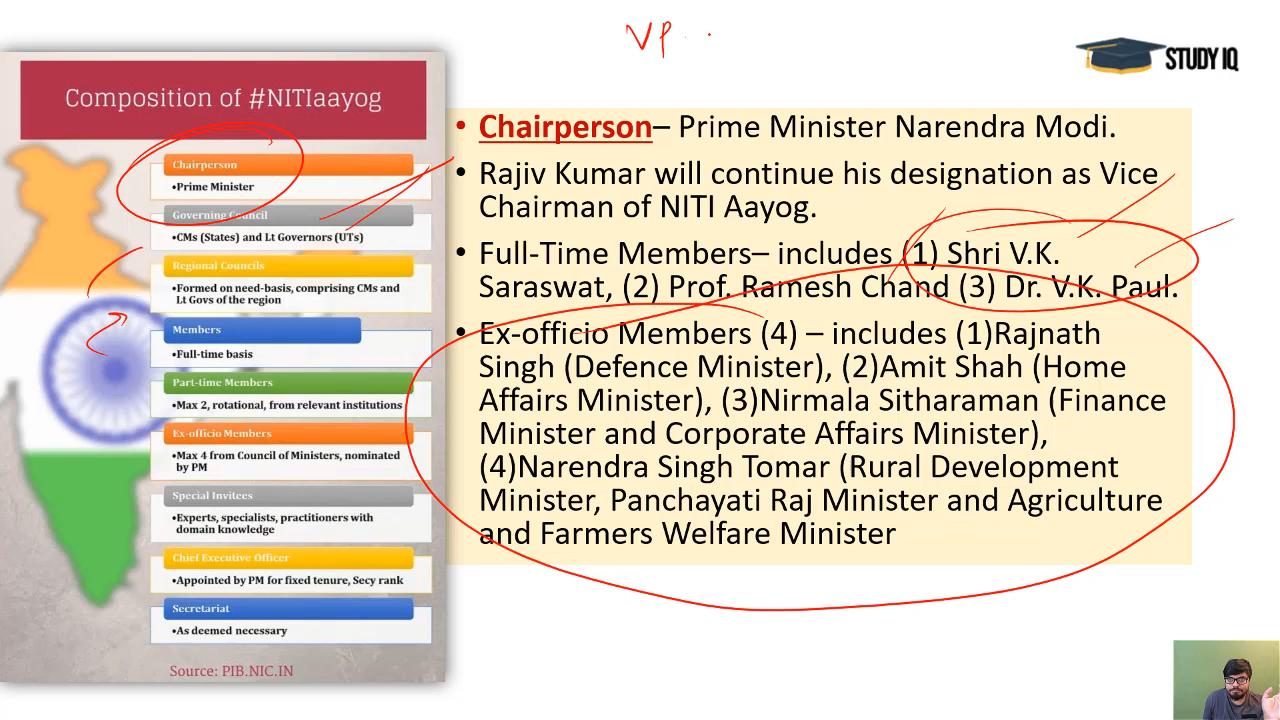 VP
STUDY IQ
Composition of #NITIaayog
Chairperson
•Prime Minister
Governing Council
•CMs (States) and Lt Governors (UTs)
Regional Councils
•Formed on need-basis, comprising CMs and
Lt Govs of the region
Members
•Full-time basis
Part-time Members
•Max 2, rotational, from relevant institutions
Ex-officio Members
•Max 4 from Council of Ministers, nominated
by PM
Special Invitees
•Experts, specialists, practitioners with
domain knowledge
Chief Executive Officer
•Appointed by PM for fixed tenure, Secy rank
Secretariat
•As deemed necessary
Source: PIB.NIC.IN
• Chairperson– Prime Minister Narendra Modi.
• Rajiv Kumar will continue his designation as Vice
Chairman of NITI Aayog.
• Full-Time Members– includes (1) Shri V.K.
Saraswat, (2) Prof. Ramesh Chand (3) Dr. V.K. Paul.
• Ex-officio Members (4) – includes (1)Rajnath
Singh (Defence Minister), (2)Amit Shah (Home
Affairs Minister), (3)Nirmala Sitharaman (Finance
Minister and Corporate Affairs Minister),
(4)Narendra Singh Tomar (Rural Development
Minister, Panchayati Raj Minister and Agriculture
and Farmers Welfare Minister